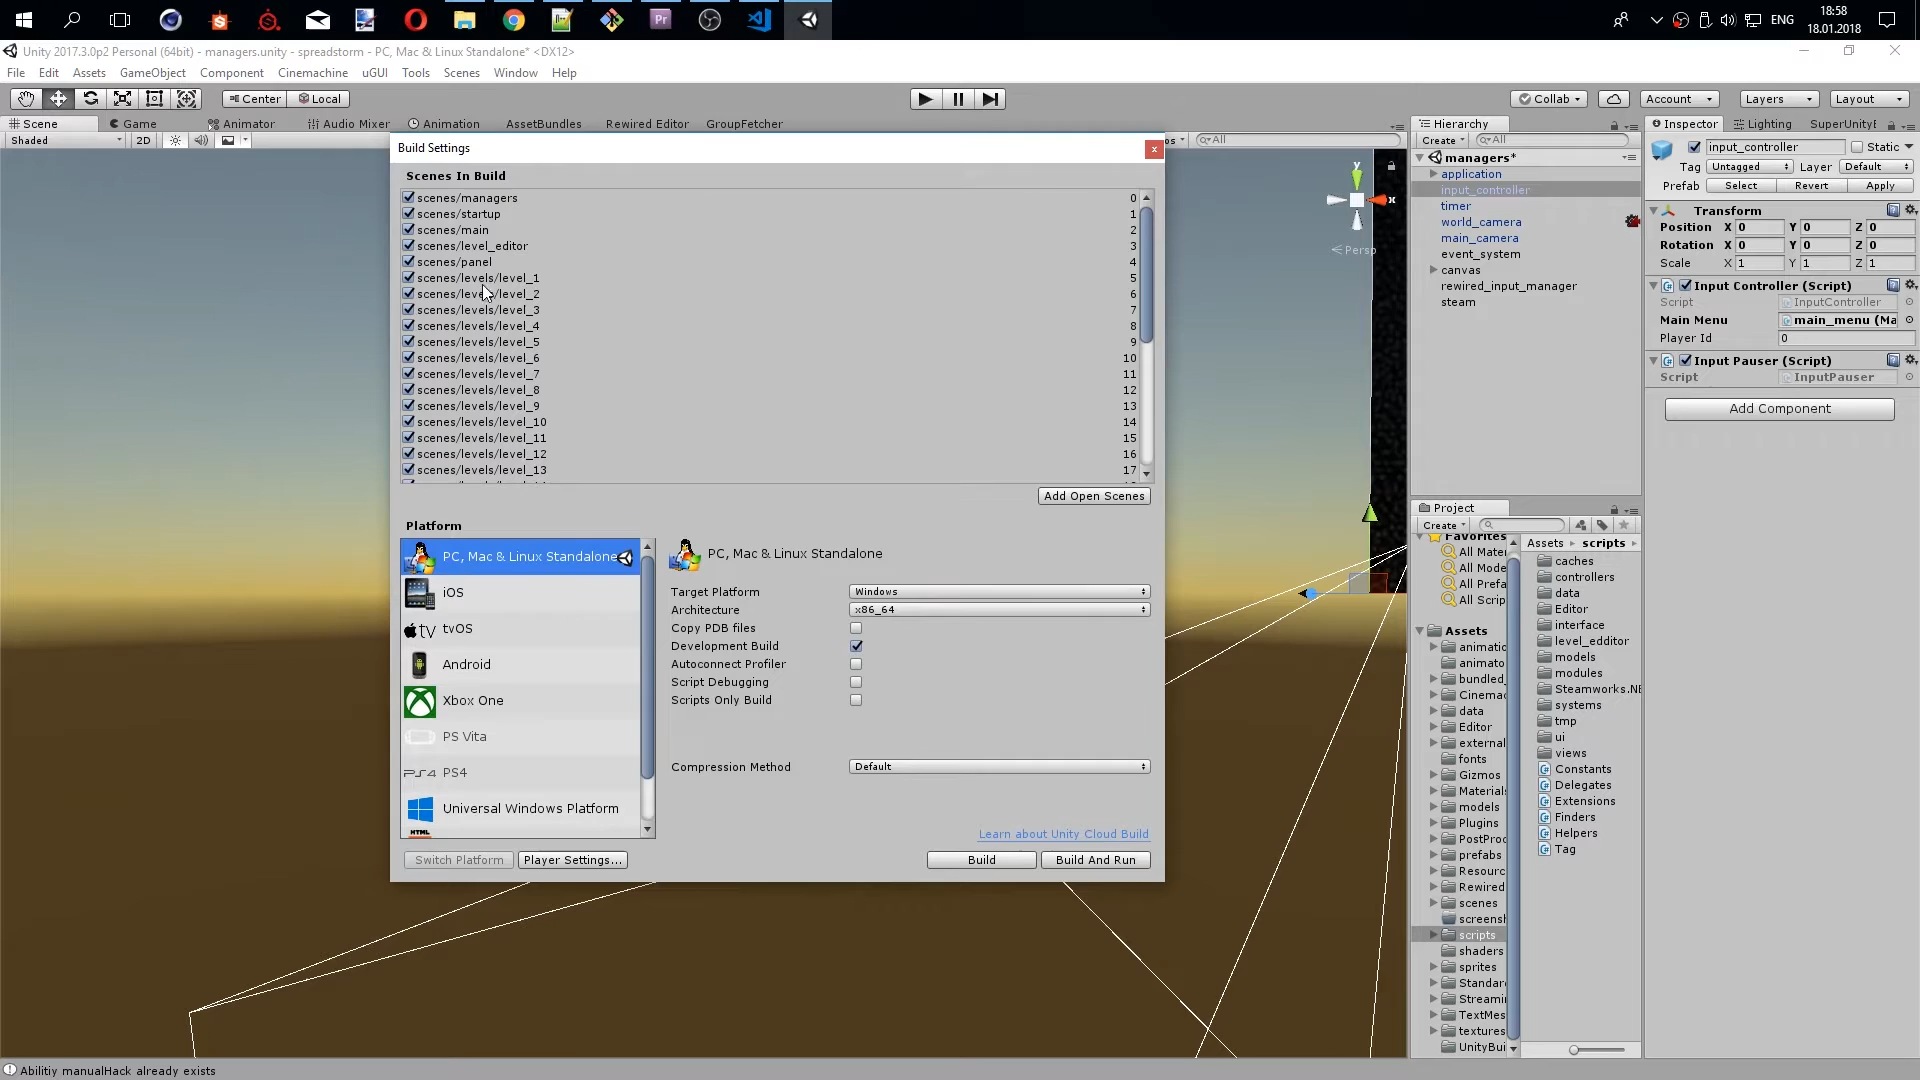 Pr
ENG
18:58
18.01.2018
Unity 2017.3.0p2 Personal (64bit) - managers.unity - spreadstorm - PC, Mac & Linux Standalone* <DX12>
File Edit Assets GameObject Component Cinemachine uGUI Tools Scenes Window Help
Center Local
Collab Account Layers Layout
Scene Game Animator Audio Mixer Animation AssetBundles Rewired Editor GroupFetcher
Shaded 2D
All
Build Settings
x
Scenes In Build
scenes/managers 0
scenes/startup 1
scenes/main 2
scenes/level_editor 3
scenes/panel 4
scenes/levels/level_1 5
scenes/levels/level_2 6
scenes/levels/level_3 7
scenes/levels/level_4 8
scenes/levels/level_5 9
scenes/levels/level_6 10
scenes/levels/level_7 11
scenes/levels/level_8 12
scenes/levels/level_9 13
scenes/levels/level_10 14
scenes/levels/level_11 15
scenes/levels/level_12 16
scenes/levels/level_13 17
Add Open Scenes
Platform
PC, Mac & Linux Standalone
iOS
tv tvOS
Android
Xbox One
PS Vita
PS4 PS4
Universal Windows Platform
HTML
PC, Mac & Linux Standalone
Target Platform Windows
Architecture x86_64
Copy PDB files
Development Build
Autoconnect Profiler
Script Debugging
Scripts Only Build
Compression Method Default
Learn about Unity Cloud Build
Switch Platform Player Settings... Build Build And Run
y
x
Persp
Hierarchy
Create All
managers*
application
input_controller
timer
world_camera
main_camera
event_system
canvas
rewired_input_manager
steam
Inspector Lighting SuperUnityE
input_controller Static
Tag Untagged Layer Default
Prefab Select Revert Apply
Transform
Position X 0 Y 0 Z 0
Rotation X 0 Y 0 Z 0
Scale X 1 Y 1 Z 1
Input Controller (Script)
Script InputController
Main Menu main_menu (Ma
Player Id 0
Input Pauser (Script)
Script InputPauser
Add Component
Project
Create
Favorites
All Mater
All Mode
All Prefa
All Scrip
Assets
animatic
animato
bundled_
Cinemac
data
Editor
external
fonts
Gizmos
Materials
models
Plugins
PostProc
prefabs
Resourc
Rewired
scenes
screensh
scripts
shaders
sprites
Standar
Streami
TextMes
textures
UnityBui
Assets scripts
caches
controllers
data
Editor
interface
level_edditor
models
modules
Steamworks.NE
systems
tmp
ui
views
Constants
Delegates
Extensions
Finders
Helpers
Tag
Abilitiy manualHack already exists